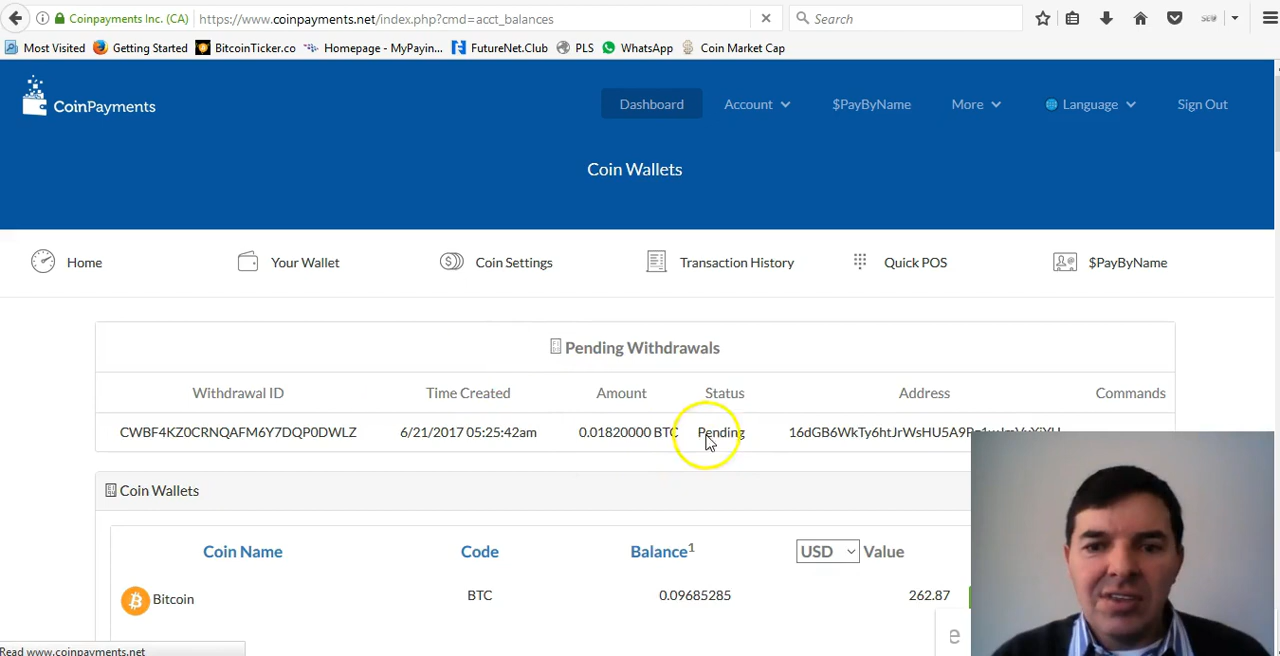 Coinpayments Inc. (CA) https://www.coinpayments.net/index.php?cmd=acct_balances Search
Most Visited Getting Started BitcoinTicker.co Homepage - MyPayin... FutureNet.Club PLS WhatsApp Coin Market Cap
CoinPayments Dashboard Account $PayByName More Language Sign Out
Coin Wallets
Home Your Wallet Coin Settings Transaction History Quick POS $PayByName
Pending Withdrawals
Withdrawal ID Time Created Amount Status Address Commands
CWBF4KZ0CRNQAFM6Y7DQP0DWLZ 6/21/2017 05:25:42am 0.01820000 BTC Pending
Coin Wallets
Coin Name Code Balance1 USD Value
Bitcoin BTC 0.09685285 262.87
e
Read www.coinpayments.net